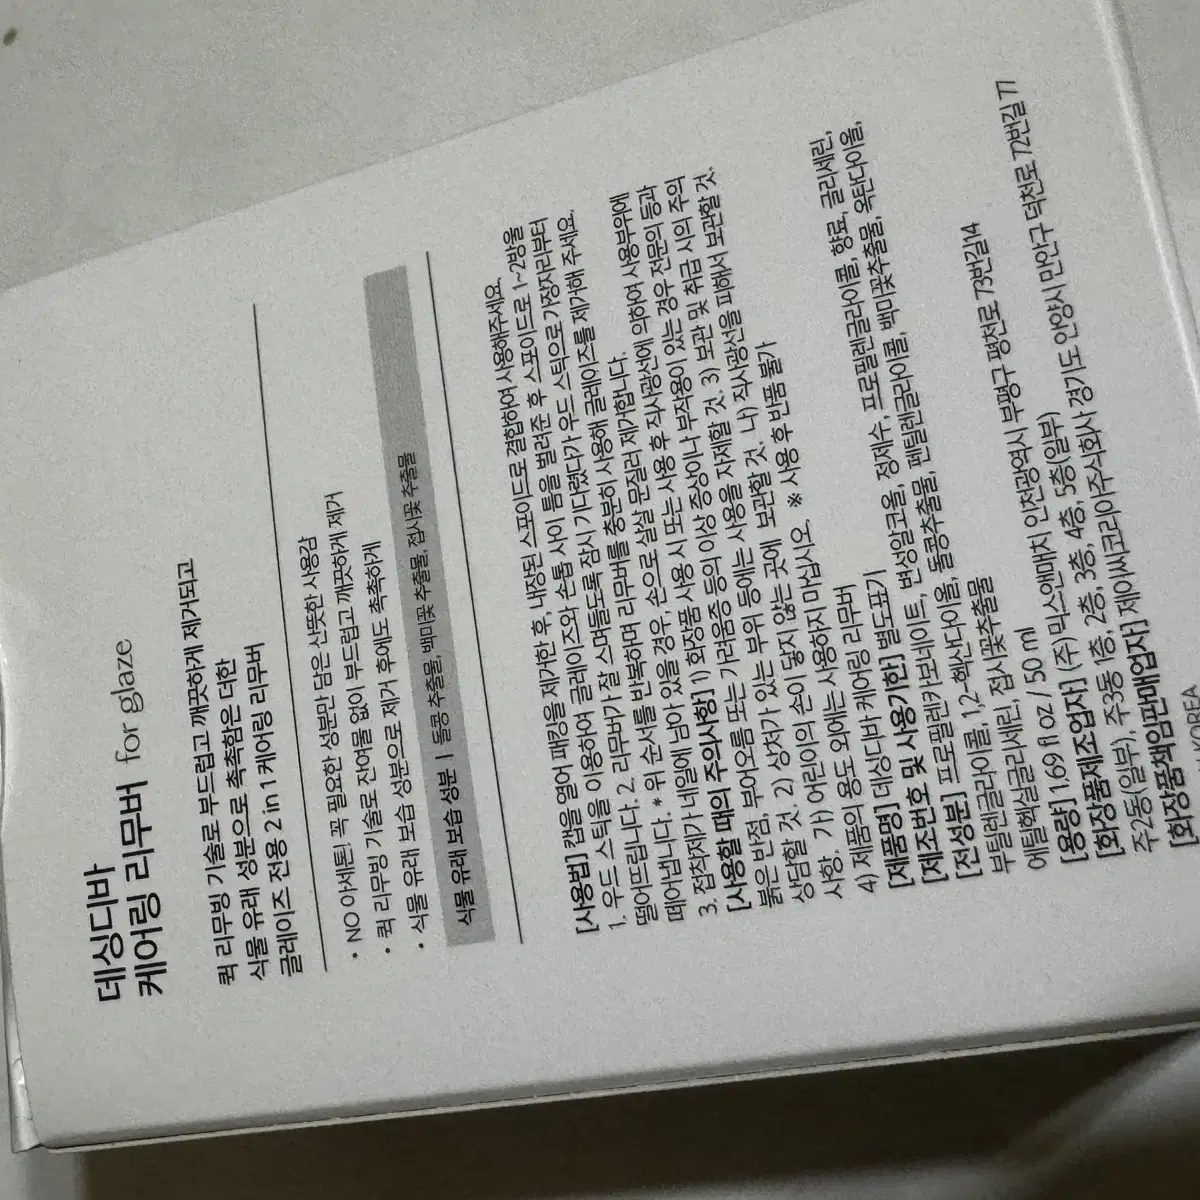 데싱디바
케어링 리무버 for glaze
퀵 리무빙 기술로 부드럽고 깨끗하게 제거되고
식물 유래 성분으로 촉촉함은 더한
글레이즈 전용 2 in 1 케어링 리무버
• NO 아세톤! 꼭 필요한 성분만 담은 산뜻한 사용감
• 퀵 리무빙 기술로 잔여물 없이 부드럽고 깨끗하게 제거
• 식물 유래 보습 성분으로 제거 후에도 촉촉하게
식물 유래 보습 성분 | 돌콩 추출물, 백미꽃 추출물, 접시꽃 추출물
[사용법] 캡을 열어 패킹을 제거한 후, 내장된 스포이드로 결합하여 사용해주세요.
1. 우드 스틱을 이용하여 글레이즈와 손톱 사이 틈을 벌려준 후 스포이드로 1~2방울
떨어뜨립니다. 2. 리무버가 잘 스며들도록 잠시 기다렸다가 우드 스틱으로 가장자리부터
떼어냅니다. * 위 순서를 반복하며 리무버를 충분히 사용해 글레이즈를 제거해 주세요.
3. 접착제가 네일에 남아 있을 경우, 손으로 살살 문질러 제거합니다.
[사용할 때의 주의사항] 1) 화장품 사용 시 또는 사용 후 직사광선에 의하여 사용부위에
붉은 반점, 부어오름 또는 가려움증 등의 이상 증상이나 부작용이 있는 경우 전문의 등과
상담할 것. 2) 상처가 있는 부위 등에는 사용을 자제할 것. 3) 보관 및 취급 시의 주의
사항. 가) 어린이의 손이 닿지 않는 곳에 보관할 것. 나) 직사광선을 피해서 보관할 것.
4) 제품의 용도 외에는 사용하지 마십시오. ※ 사용 후 반품 불가
[제품명] 데싱디바 케어링 리무버
[제조번호 및 사용기한] 별도표기
[전성분] 프로필렌카보네이트, 변성알코올, 정제수, 프로필렌글라이콜, 향료, 글리세린,
부틸렌글라이콜, 1,2-헥산다이올, 돌콩추출물, 펜틸렌글라이콜, 백미꽃추출물, 옥탄다이올,
에틸헥실글리세린, 접시꽃추출물
[용량] 1.69 fl oz / 50 ml
[화장품제조업자] (주)믹스앤매치 인천광역시 부평구 평천로 73번길14
주2동(일부), 주3동 1층, 2층, 3층, 4층, 5층(일부)
[화장품책임판매업자] 제이씨코리아주식회사 경기도 안양시 만안구 덕천로 72번길 77
KOREA